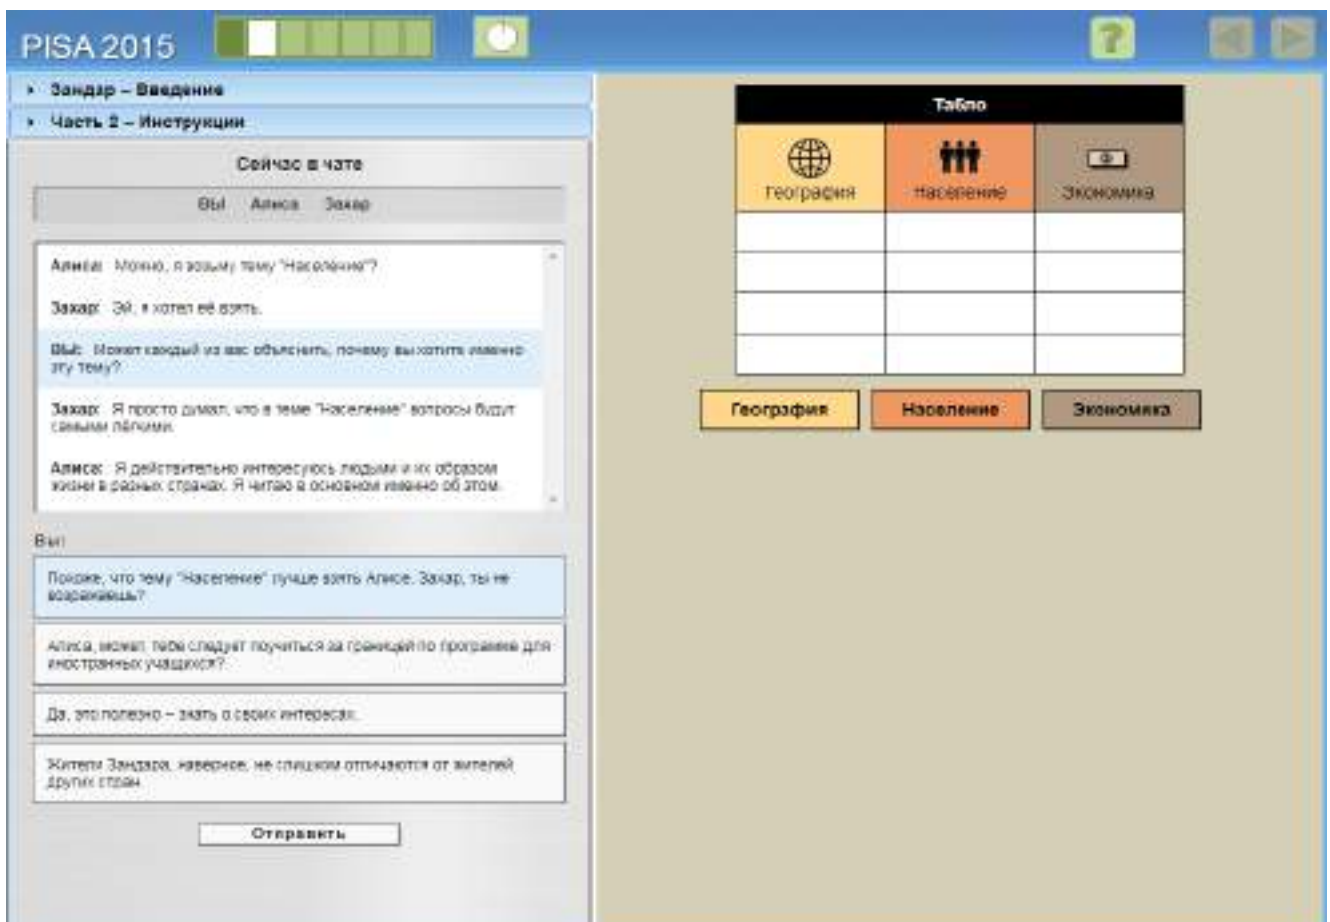 PISA 2015
?
Зандар – Введение
Часть 2 – Инструкции
Сейчас в чате
ВЫ Алиса Захар
Алиса: Можно, я возьму тему "Население"?
Захар: Эй, я хотел её взять.
ВЫ: Может каждый из вас объяснить, почему вы хотите именно
эту тему?
Захар: Я просто думал, что в теме "Население" вопросы будут
самыми лёгкими.
Алиса: Я действительно интересуюсь людьми и их образом
жизни в разных странах. Я читаю в основном именно об этом.
Вы:
Похоже, что тему "Население" лучше взять Алисе. Захар, ты не
возражаешь?
Алиса, может, тебе следует поучиться за границей по программе для
иностранных учащихся?
Да, это полезно – знать о своих интересах.
Жители Зандара, наверное, не слишком отличаются от жителей
других стран.
Отправить
Табло
География Население Экономика
География Население Экономика